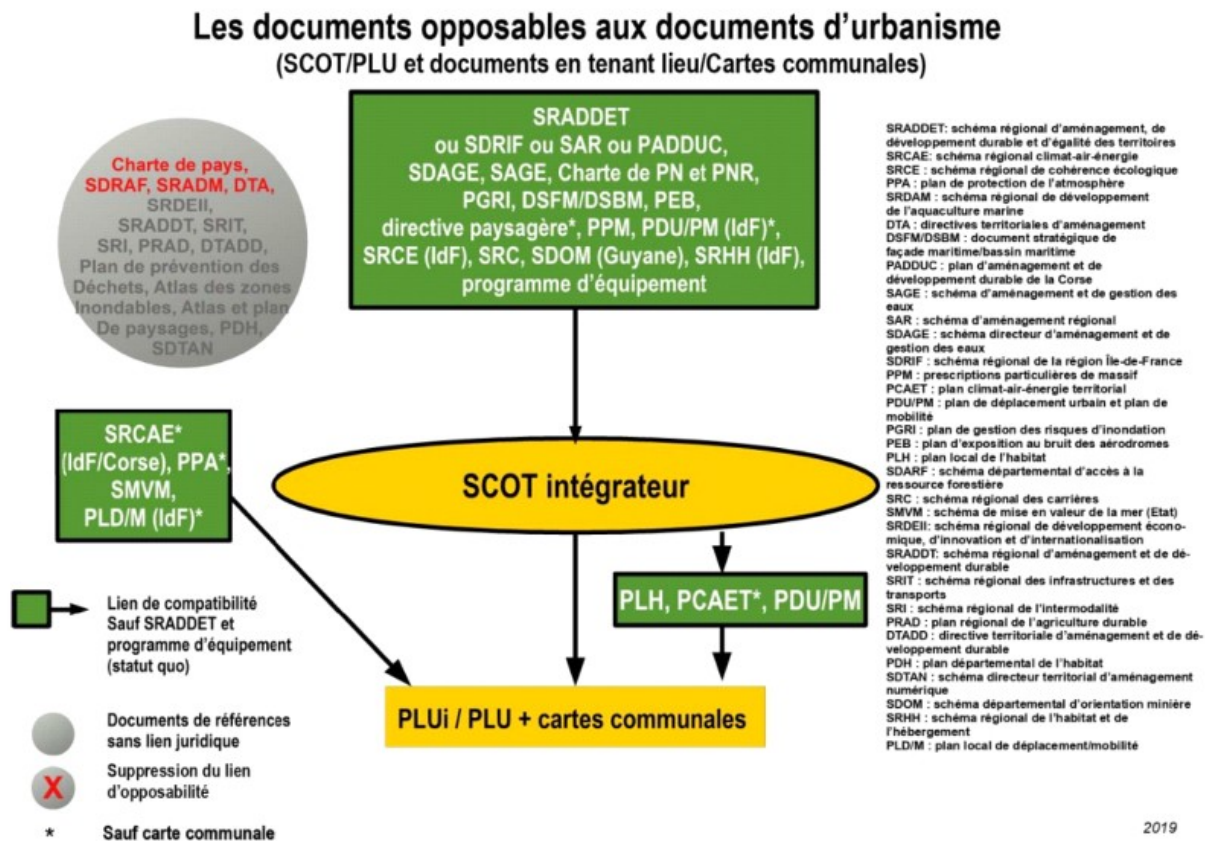 Les documents opposables aux documents d'urbanisme
(SCOT/PLU et documents en tenant lieu/Cartes communales)
Charte de pays,
SDRAF, SRADM, DTA,
SRDEII,
SRADDT, SRIT,
SRI, PRAD, DTADD,
Plan de prévention des
Déchets, Atlas des zones
Inondables, Atlas et plan
De paysages, PDH,
SDTAN
SRADDET
ou SDRIF ou SAR ou PADDUC,
SDAGE, SAGE, Charte de PN et PNR,
PGRI, DSFM/DSBM, PEB,
directive paysagère*, PPM, PDU/PM (IdF)*,
SRCE (IdF), SRC, SDOM (Guyane), SRHH (IdF),
programme d'équipement
SRCAE*
(IdF/Corse), PPA*,
SMVM,
PLD/M (IdF)*
SCOT intégrateur
PLH, PCAET*, PDU/PM
PLUi / PLU + cartes communales
Lien de compatibilité
Sauf SRADDET et
programme d'équipement
(statut quo)
Documents de références
sans lien juridique
X
Suppression du lien
d'opposabilité
* Sauf carte communale
SRADDET: schéma régional d'aménagement, de
développement durable et d'égalité des territoires
SRCAE: schéma régional climat-air-énergie
SRCE : schéma régional de cohérence écologique
PPA : plan de protection de l'atmosphère
SRDAM : schéma régional de développement
de l'aquaculture marine
DTA : directives territoriales d'aménagement
DSFM/DSBM : document stratégique de
façade maritime/bassin maritime
PADDUC : plan d'aménagement et de
développement durable de la Corse
SAGE : schéma d'aménagement et de gestion des
eaux
SAR : schéma d'aménagement régional
SDAGE : schéma directeur d'aménagement et de
gestion des eaux
SDRIF : schéma régional de la région Île-de-France
PPM : prescriptions particulières de massif
PCAET : plan climat-air-énergie territorial
PDU/PM : plan de déplacement urbain et plan de
mobilité
PGRI : plan de gestion des risques d'inondation
PEB : plan d'exposition au bruit des aérodromes
PLH : plan local de l'habitat
SDARF : schéma départemental d'accès à la
ressource forestière
SRC : schéma régional des carrières
SMVM : schéma de mise en valeur de la mer (Etat)
SRDEII: schéma régional de développement écono-
mique, d'innovation et d'internationalisation
SRADDT: schéma régional d'aménagement et de dé-
veloppement durable
SRIT : schéma régional des infrastructures et des
transports
SRI : schéma régional de l'intermodalité
PRAD : plan régional de l'agriculture durable
DTADD : directive territoriale d'aménagement et de dé-
veloppement durable
PDH : plan départemental de l'habitat
SDTAN : schéma directeur territorial d'aménagement
numérique
SDOM : schéma départemental d'orientation minière
SRHH : schéma régional de l'habitat et de
l'hébergement
PLD/M : plan local de déplacement/mobilité
2019